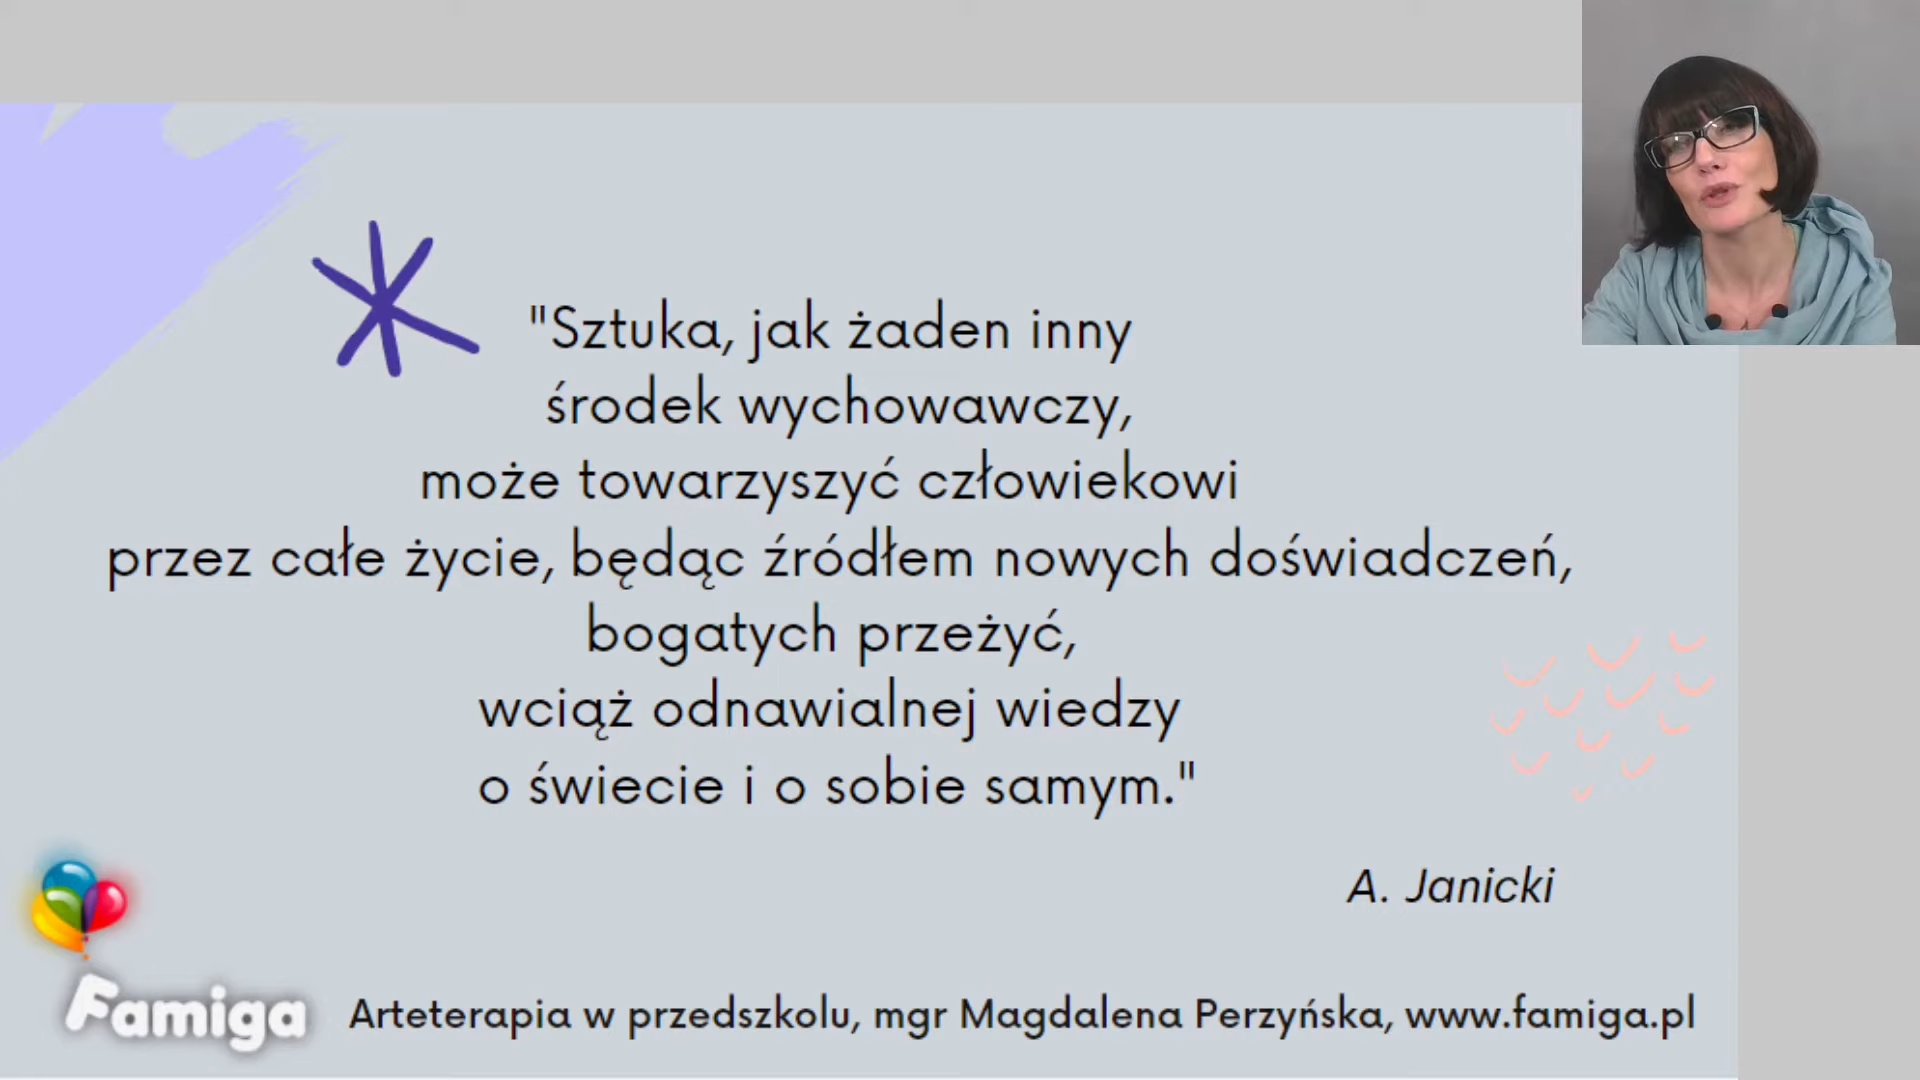 "Sztuka, jak żaden inny
środek wychowawczy,
może towarzyszyć człowiekowi
przez całe życie, będąc źródłem nowych doświadczeń,
bogatych przeżyć,
wciąż odnawialnej wiedzy
o świecie i o sobie samym."
A. Janicki
Famiga
Arteterapia w przedszkolu, mgr Magdalena Perzyńska, www.famiga.pl